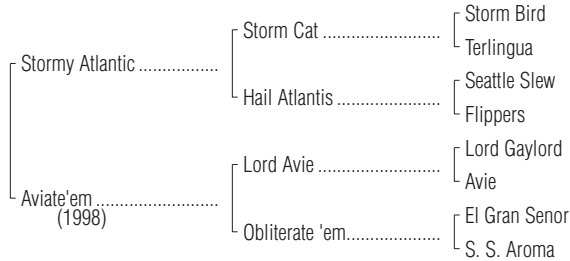 Storm Bird
Storm Cat ........................
Terlingua
Stormy Atlantic ................
Seattle Slew
Hail Atlantis .....................
Flippers
Lord Gaylord
Lord Avie .........................
Avie
Aviate'em ........................
(1998)
El Gran Senor
Obliterate 'em...................
S. S. Aroma